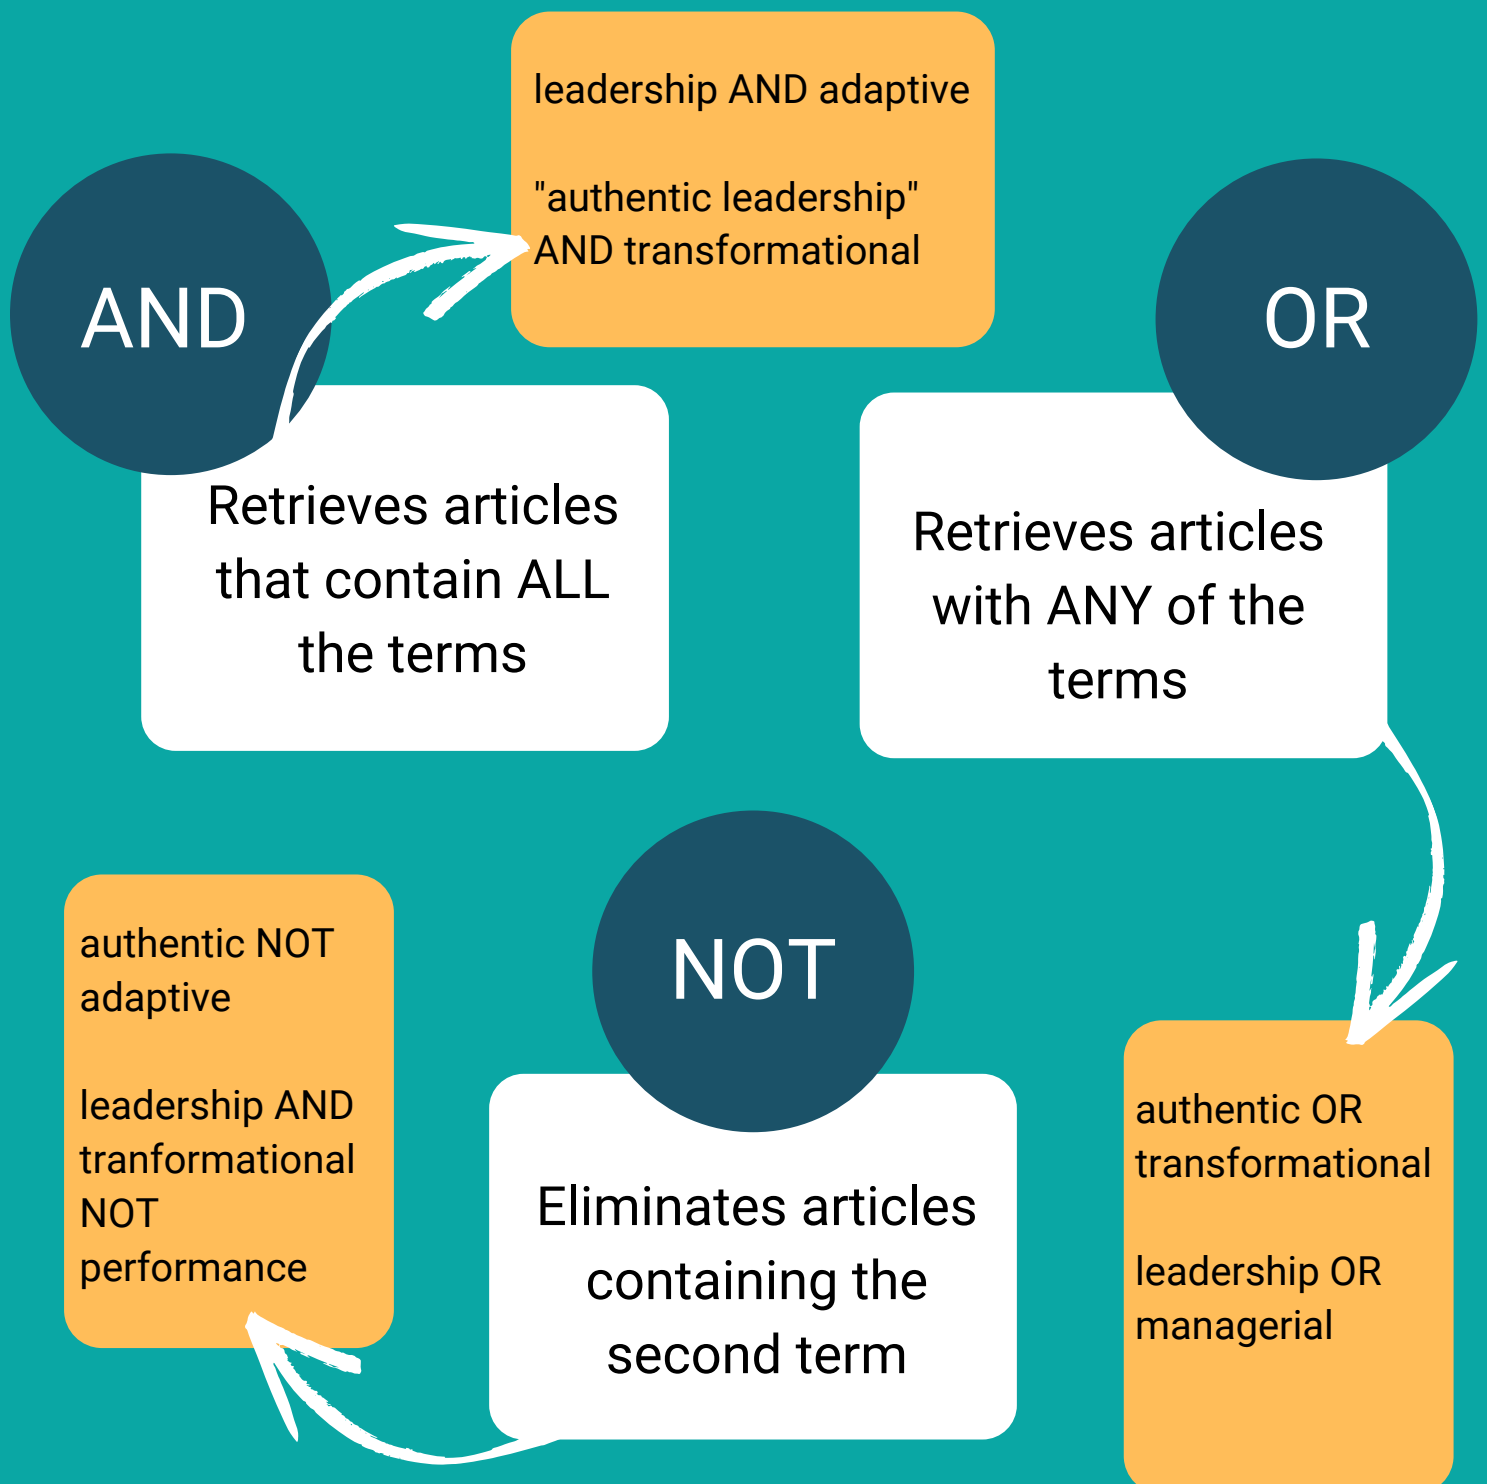 leadership AND adaptive
"authentic leadership"
AND transformational
AND
Retrieves articles
that contain ALL
the terms
OR
Retrieves articles
with ANY of the
terms
authentic OR
transformational
leadership OR
managerial
NOT
Eliminates articles
containing the
second term
authentic NOT
adaptive
leadership AND
tranformational
NOT
performance